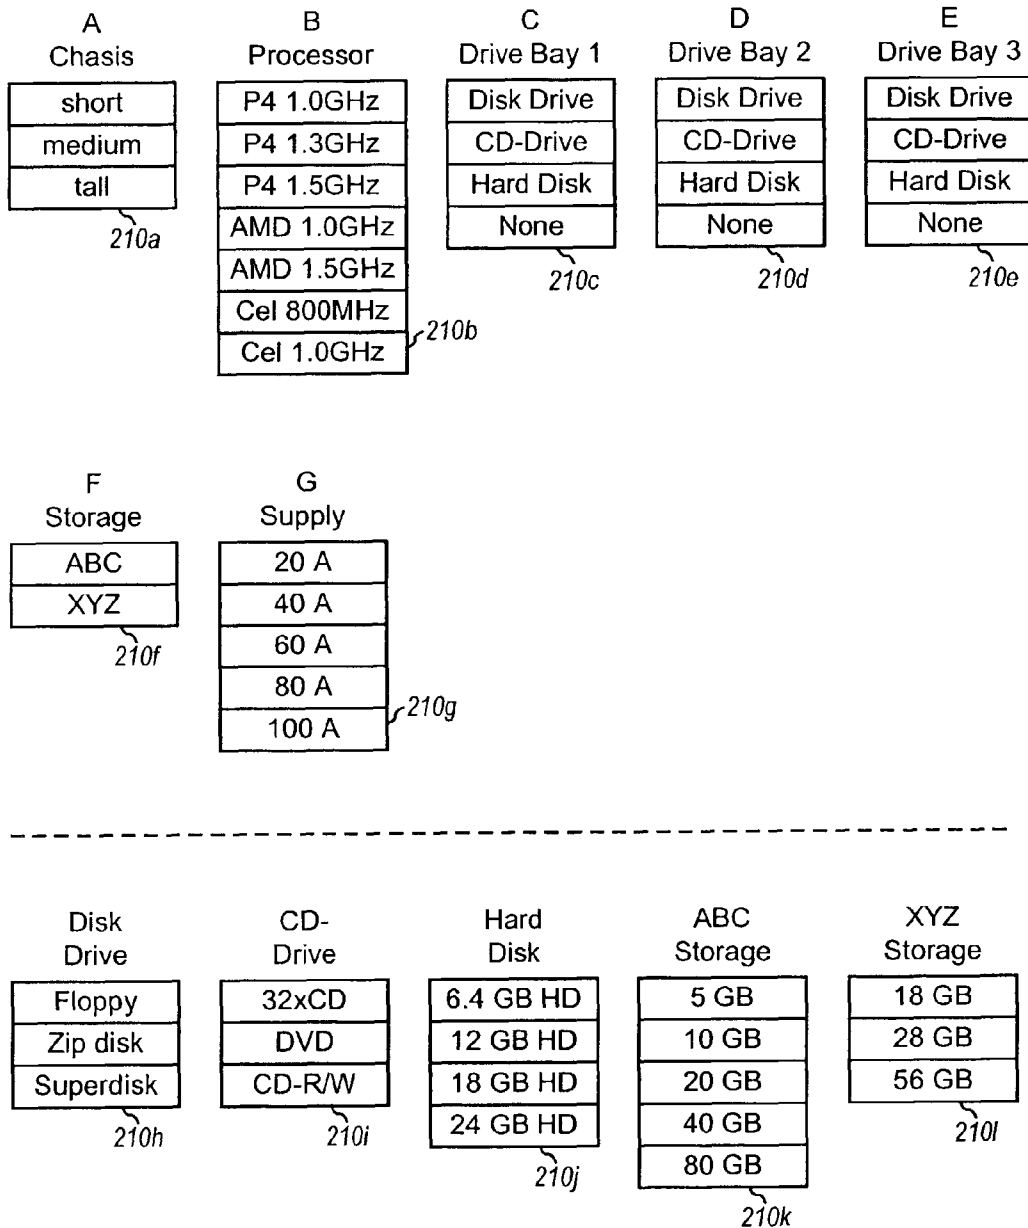 A
Chasis
short
medium
tall
210a
B
Processor
P4 1.0GHz
P4 1.3GHz
P4 1.5GHz
AMD 1.0GHz
AMD 1.5GHz
Cel 800MHz
Cel 1.0GHz
210b
C
Drive Bay 1
Disk Drive
CD-Drive
Hard Disk
None
210c
D
Drive Bay 2
Disk Drive
CD-Drive
Hard Disk
None
210d
E
Drive Bay 3
Disk Drive
CD-Drive
Hard Disk
None
210e
F
Storage
ABC
XYZ
210f
G
Supply
20 A
40 A
60 A
80 A
100 A
210g
Disk
Drive
Floppy
Zip disk
Superdisk
210h
CD-
Drive
32xCD
DVD
CD-R/W
210i
Hard
Disk
6.4 GB HD
12 GB HD
18 GB HD
24 GB HD
210j
ABC
Storage
5 GB
10 GB
20 GB
40 GB
80 GB
210k
XYZ
Storage
18 GB
28 GB
56 GB
210l